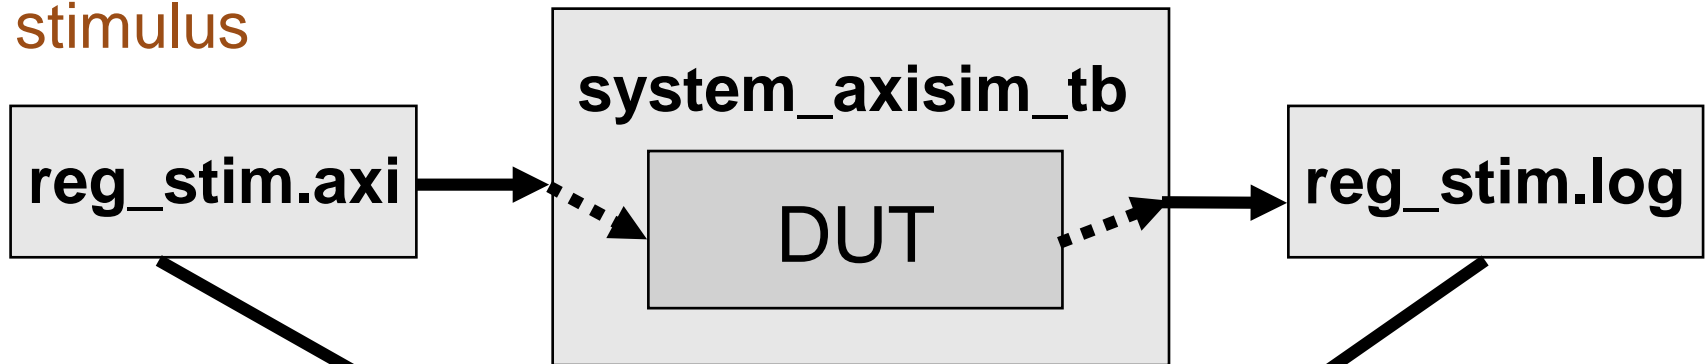 stimulus
system_axisim_tb
reg_stim.axi
DUT
reg_stim.log